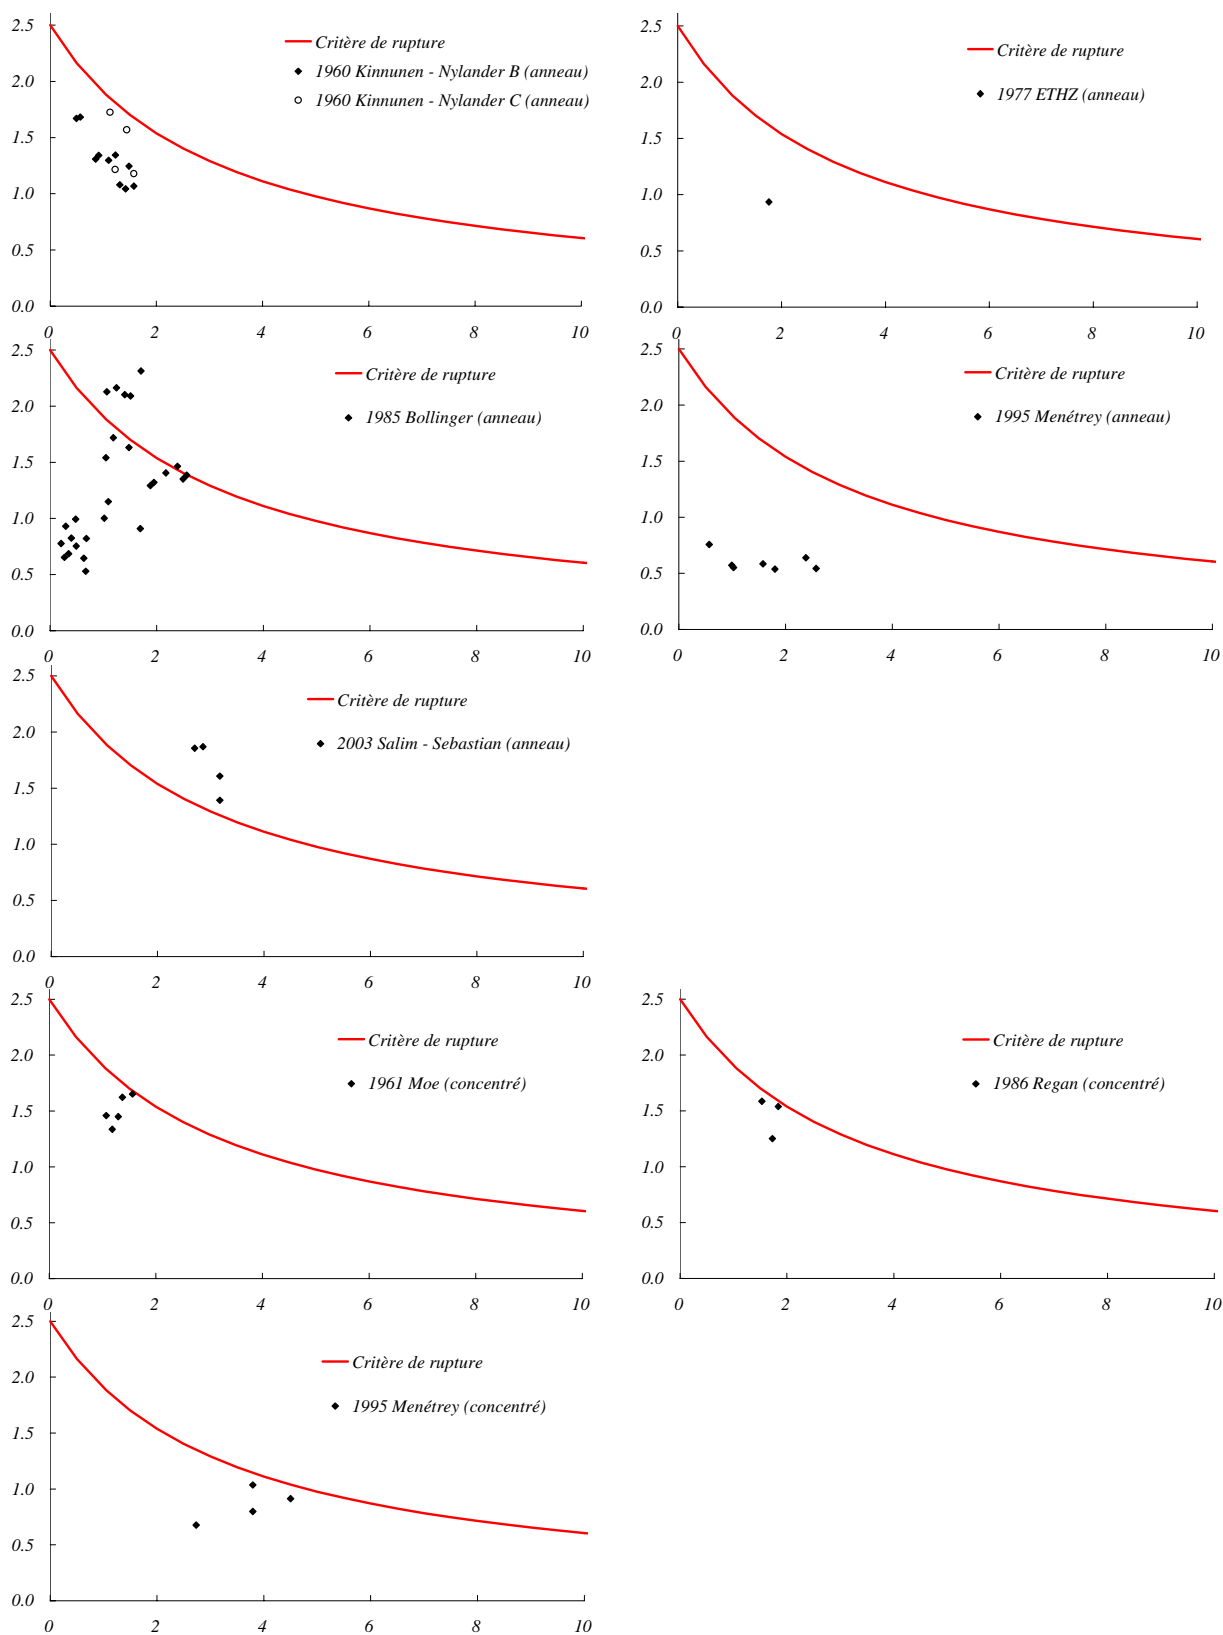 2.5
2.0
1.5
1.0
0.5
0.0
0 2 4 6 8 10
Critère de rupture
1960 Kinnunen - Nylander B (anneau)
1960 Kinnunen - Nylander C (anneau)
2.5
2.0
1.5
1.0
0.5
0.0
0 2 4 6 8 10
Critère de rupture
1977 ETHZ (anneau)
2.5
2.0
1.5
1.0
0.5
0.0
0 2 4 6 8 10
Critère de rupture
1985 Bollinger (anneau)
2.5
2.0
1.5
1.0
0.5
0.0
0 2 4 6 8 10
Critère de rupture
1995 Menétrey (anneau)
2.5
2.0
1.5
1.0
0.5
0.0
0 2 4 6 8 10
Critère de rupture
2003 Salim - Sebastian (anneau)
2.5
2.0
1.5
1.0
0.5
0.0
0 2 4 6 8 10
Critère de rupture
1961 Moe (concentré)
2.5
2.0
1.5
1.0
0.5
0.0
0 2 4 6 8 10
Critère de rupture
1986 Regan (concentré)
2.5
2.0
1.5
1.0
0.5
0.0
0 2 4 6 8 10
Critère de rupture
1995 Menétrey (concentré)